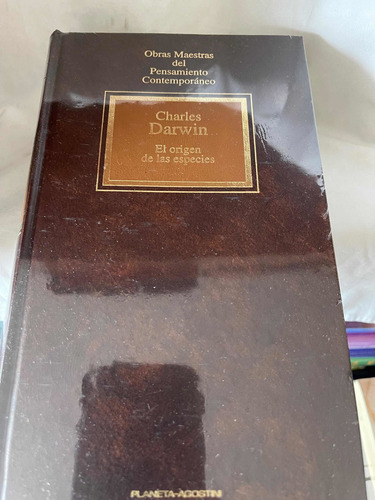 Obras Maestras
del
Pensamiento
Contemporáneo
Charles
Darwin
El origen
de las especies
PLANETA-AGOSTINI